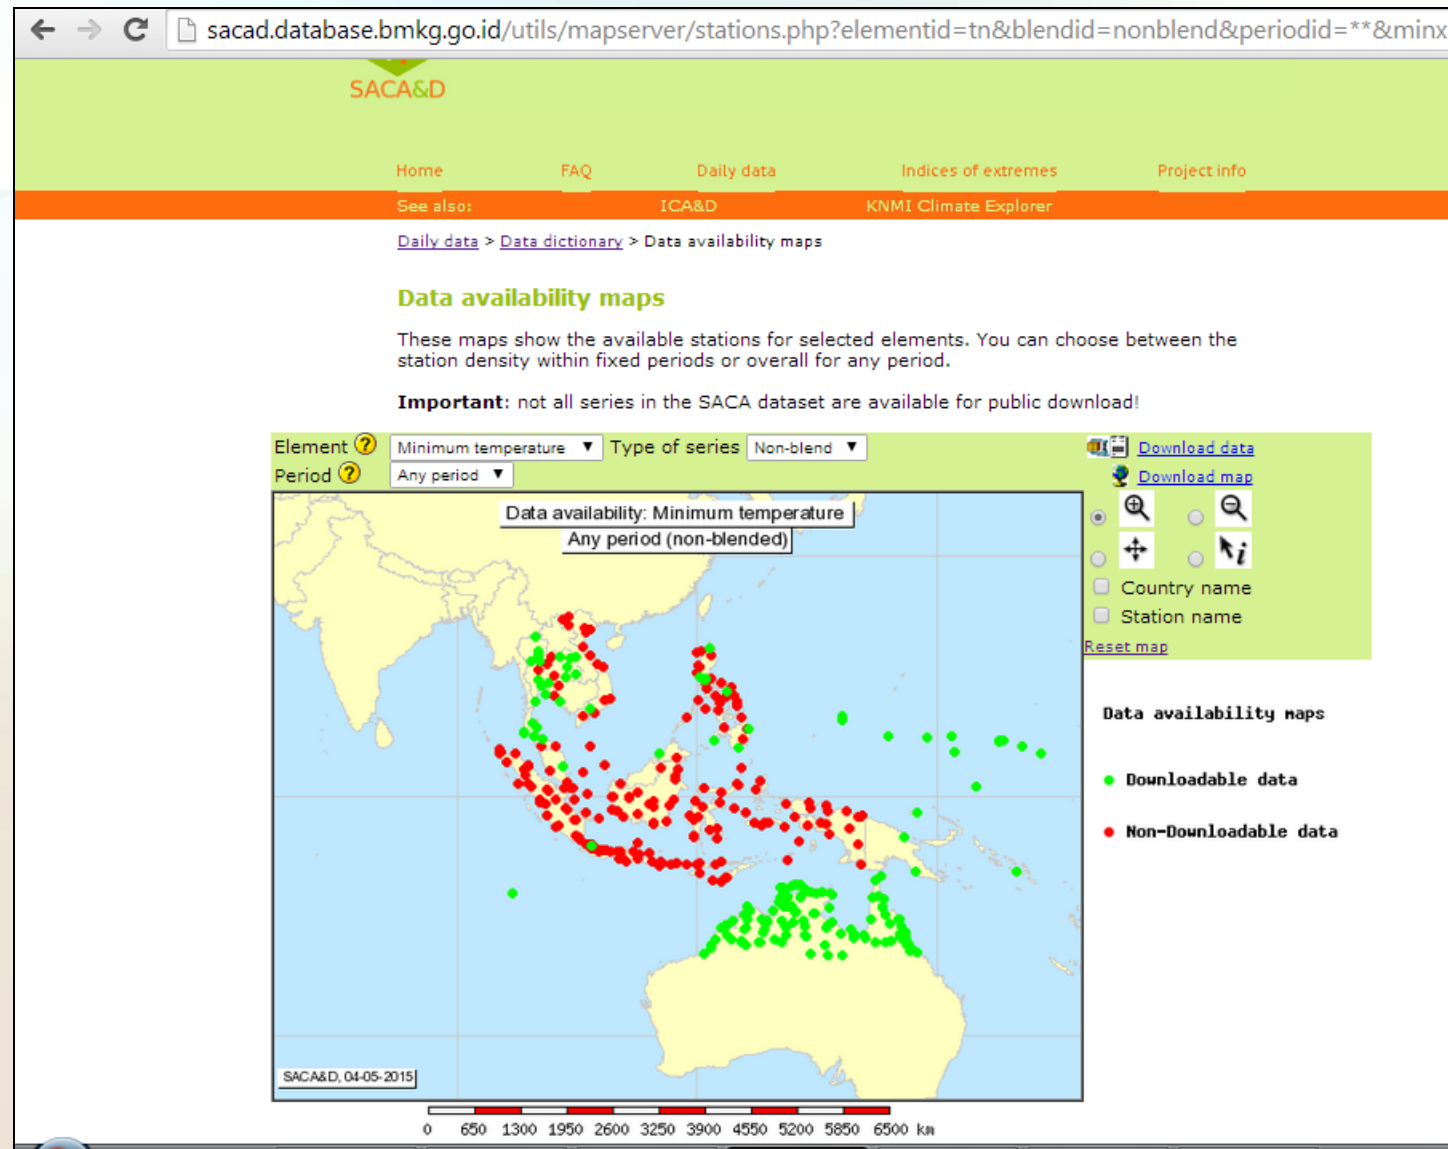 sacad.database.bmkg.go.id/utils/mapserver/stations.php?elementid=tn&blendid=nonblend&periodid=**&minx
SACA&D
Home FAQ Daily data Indices of extremes Project info
See also: ICA&D KNMI Climate Explorer
Daily data > Data dictionary > Data availability maps
Data availability maps
These maps show the available stations for selected elements. You can choose between the
station density within fixed periods or overall for any period.
Important: not all series in the SACA dataset are available for public download!
Element ? Minimum temperature ▼ Type of series Non-blend ▼ Download data
Period ? Any period ▼ Download map
Data availability: Minimum temperature
Any period (non-blended)
i
Country name
Station name
Reset map
Data availability maps
Downloadable data
Non-Downloadable data
SACA&D, 04-05-2015
0 650 1300 1950 2600 3250 3900 4550 5200 5850 6500 km